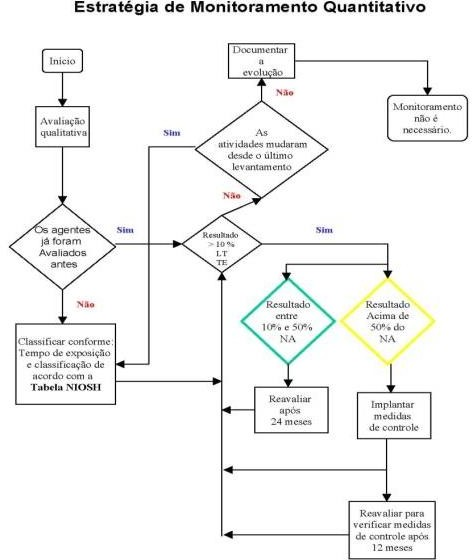 Estratégia de Monitoramento Quantitativo
Inicio
Avaliação
qualitativa
Os agentes
já foram
Avaliados
antes
Sim
Não
Classificar conforme:
Tempo de exposição
e classificação de
acordo com a
Tabela NIOSH
Documentar
a
evolução
Não
Monitoramento
não é
necessário.
Sim
As
atividades mudaram
desde o último
levantamento
Não
Resultado
> 10 %
LT
TE
Sim
Resultado
entre
10% e 50%
NA
Resultado
Acima de
50% do
NA
Reavaliar
após
24 meses
Implantar
medidas
de controle
Reavaliar para
verificar medidas
de controle após
12 meses